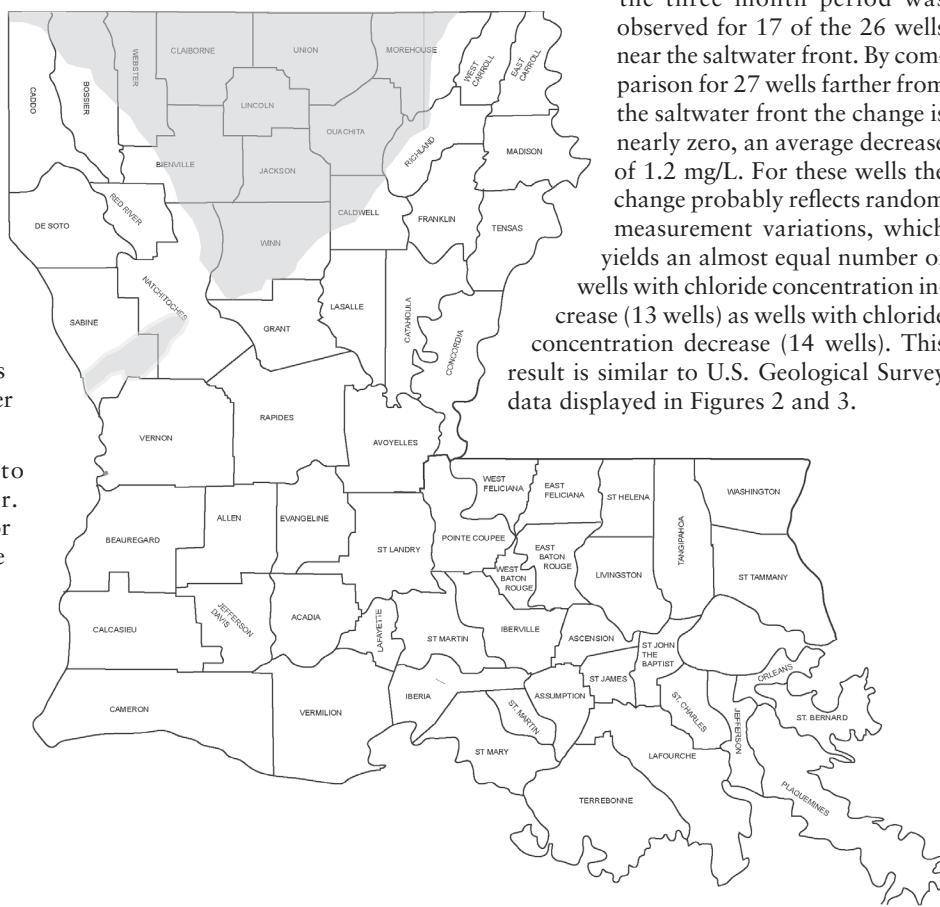 the three month period was
observed for 17 of the 26 wells
near the saltwater front. By com-
parison for 27 wells farther from
the saltwater front the change is
nearly zero, an average decrease
of 1.2 mg/L. For these wells the
change probably reflects random
measurement variations, which
yields an almost equal number of
wells with chloride concentration in-
crease (13 wells) as wells with chloride
concentration decrease (14 wells). This
result is similar to U.S. Geological Survey
data displayed in Figures 2 and 3.
s
er
to
r.
or
e
CADDO
BOSSIER
WEBSTER
CLAIBORNE
UNION
MOREHOUSE
WEST
CARROLL
EAST
CARROLL
LINCOLN
OUACHITA
RICHLAND
MADISON
BIENVILLE
JACKSON
RED RIVER
DE SOTO
CALDWELL
FRANKLIN
TENSAS
WINN
NATCHITOCHES
SABINE
GRANT
LASALLE
CATAHOULA
CONCORDIA
VERNON
RAPIDES
AVOYELLES
WEST
FELICIANA
EAST
FELICIANA
ST HELENA
TANGIPAHOA
WASHINGTON
BEAUREGARD
ALLEN
EVANGELINE
ST LANDRY
POINTE COUPEE
WEST
BATON
ROUGE
EAST
BATON
ROUGE
LIVINGSTON
ST TAMMANY
CALCASIEU
JEFFERSON
DAVIS
ACADIA
LAFAYETTE
ST MARTIN
IBERVILLE
ASCENSION
ST JOHN
THE
BAPTIST
ORLEANS
CAMERON
VERMILION
IBERIA
ST. MARTIN
ASSUMPTION
ST JAMES
ST. CHARLES
JEFFERSON
ST. BERNARD
ST MARY
LAFOURCHE
TERREBONNE
PLAQUEMINES